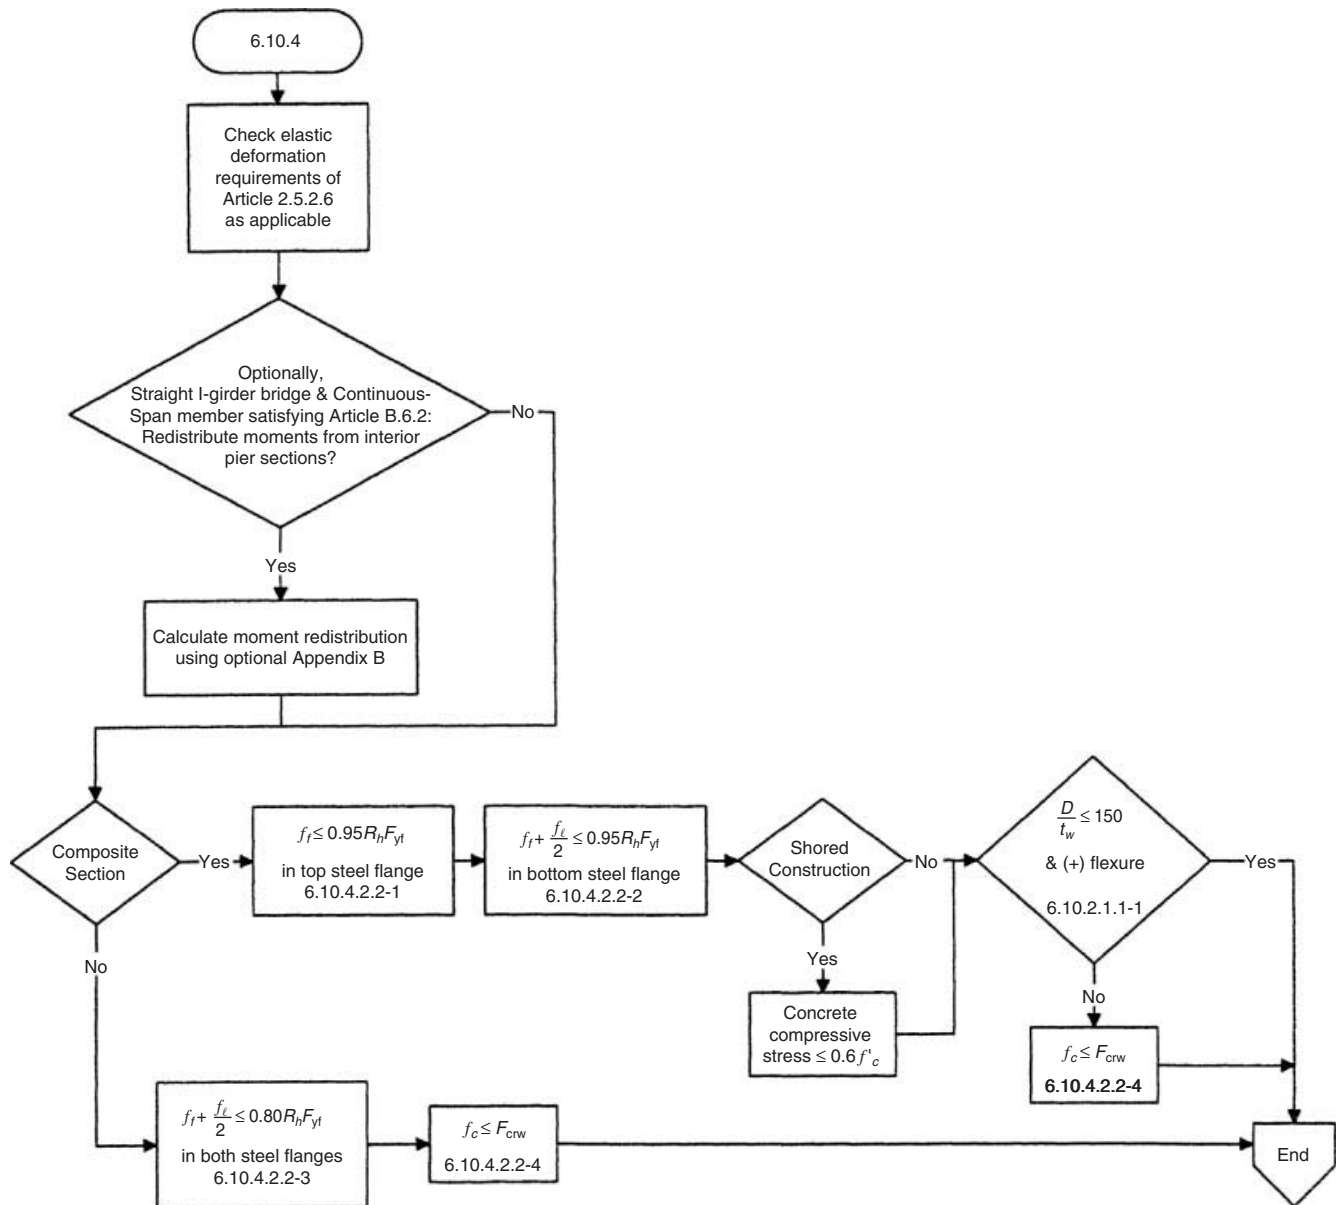 6.10.4
Check elastic
deformation
requirements of
Article 2.5.2.6
as applicable
Optionally,
Straight I-girder bridge & Continuous-
Span member satisfying Article B.6.2:
Redistribute moments from interior
pier sections?
No
Yes
Calculate moment redistribution
using optional Appendix B
Composite
Section
Yes
f_f ≤ 0.95R_hF_yf
in top steel flange
6.10.4.2.2-1
f_f + f_ℓ/2 ≤ 0.95R_hF_yf
in bottom steel flange
6.10.4.2.2-2
Shored
Construction
No
Yes
Concrete
compressive
stress ≤ 0.6 f'_c
D/t_w ≤ 150
& (+) flexure
6.10.2.1.1-1
Yes
No
f_c ≤ F_crw
6.10.4.2.2-4
No
f_f + f_ℓ/2 ≤ 0.80R_hF_yf
in both steel flanges
6.10.4.2.2-3
f_c ≤ F_crw
6.10.4.2.2-4
End